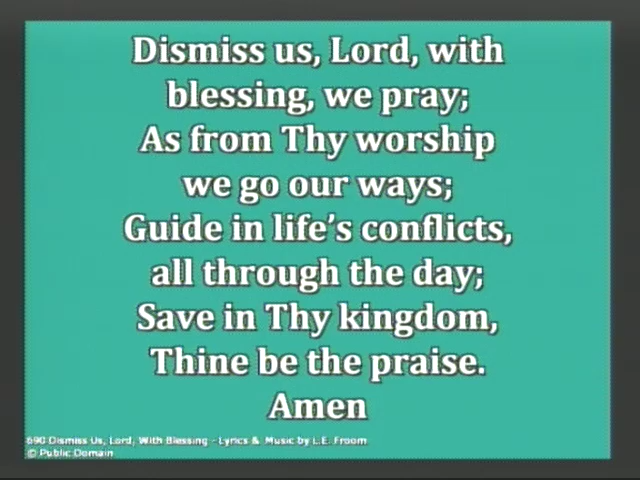 Dismiss us, Lord, with
blessing, we pray;
As from Thy worship
we go our ways;
Guide in life's conflicts,
all through the day;
Save in Thy kingdom,
Thine be the praise.
Amen
690 Dismiss Us, Lord, With Blessing - Lyrics & Music by L.E. Froom
© Public Domain